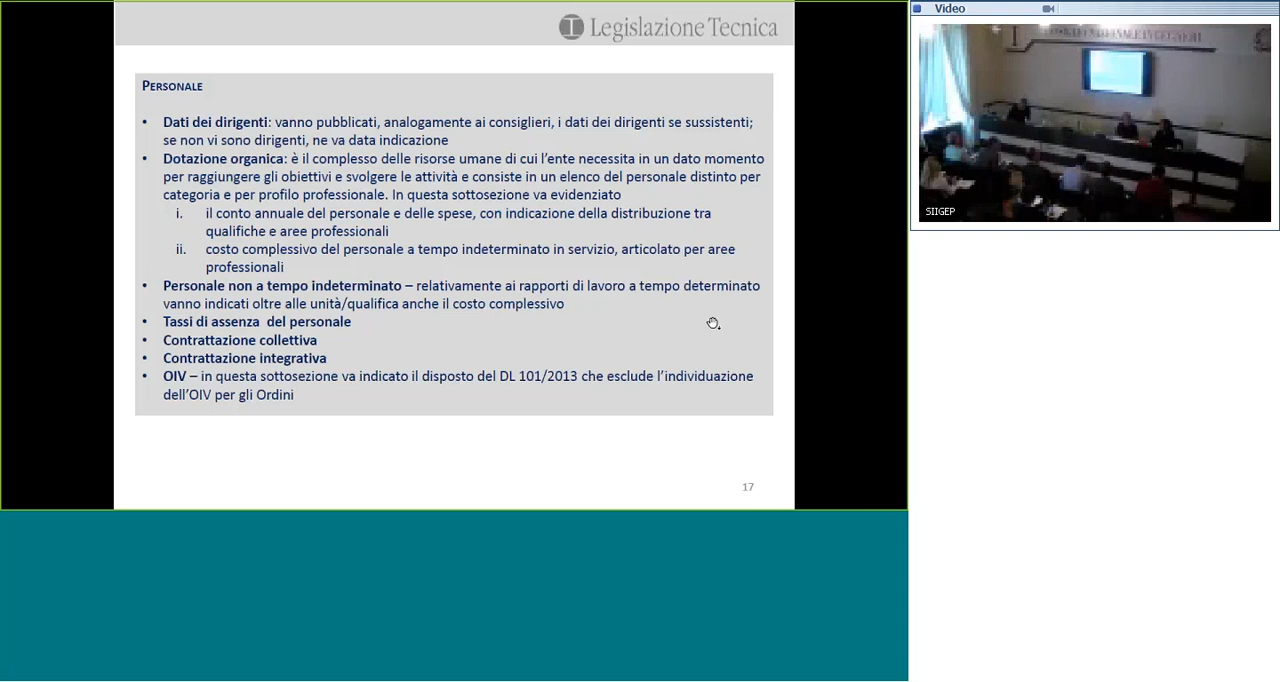 Legislazione Tecnica
Video
PERSONALE
• Dati dei dirigenti: vanno pubblicati, analogamente ai consiglieri, i dati dei dirigenti se sussistenti;
se non vi sono dirigenti, ne va data indicazione
• Dotazione organica: è il complesso delle risorse umane di cui l'ente necessita in un dato momento
per raggiungere gli obiettivi e svolgere le attività e consiste in un elenco del personale distinto per
categoria e per profilo professionale. In questa sottosezione va evidenziato
i. il conto annuale del personale e delle spese, con indicazione della distribuzione tra
qualifiche e aree professionali
ii. costo complessivo del personale a tempo indeterminato in servizio, articolato per aree
professionali
• Personale non a tempo indeterminato – relativamente ai rapporti di lavoro a tempo determinato
vanno indicati oltre alle unità/qualifica anche il costo complessivo
• Tassi di assenza del personale
• Contrattazione collettiva
• Contrattazione integrativa
• OIV – in questa sottosezione va indicato il disposto del DL 101/2013 che esclude l'individuazione
dell'OIV per gli Ordini
17
SIIGEP